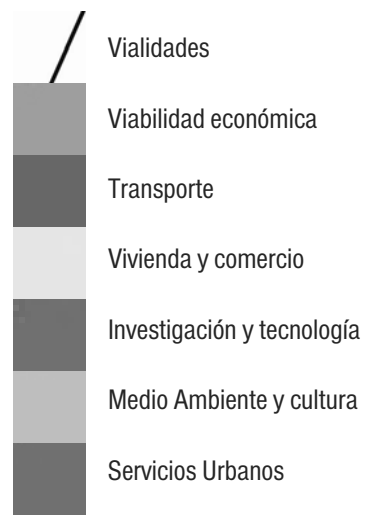 Vialidades
Viabilidad económica
Transporte
Vivienda y comercio
Investigación y tecnología
Medio Ambiente y cultura
Servicios Urbanos